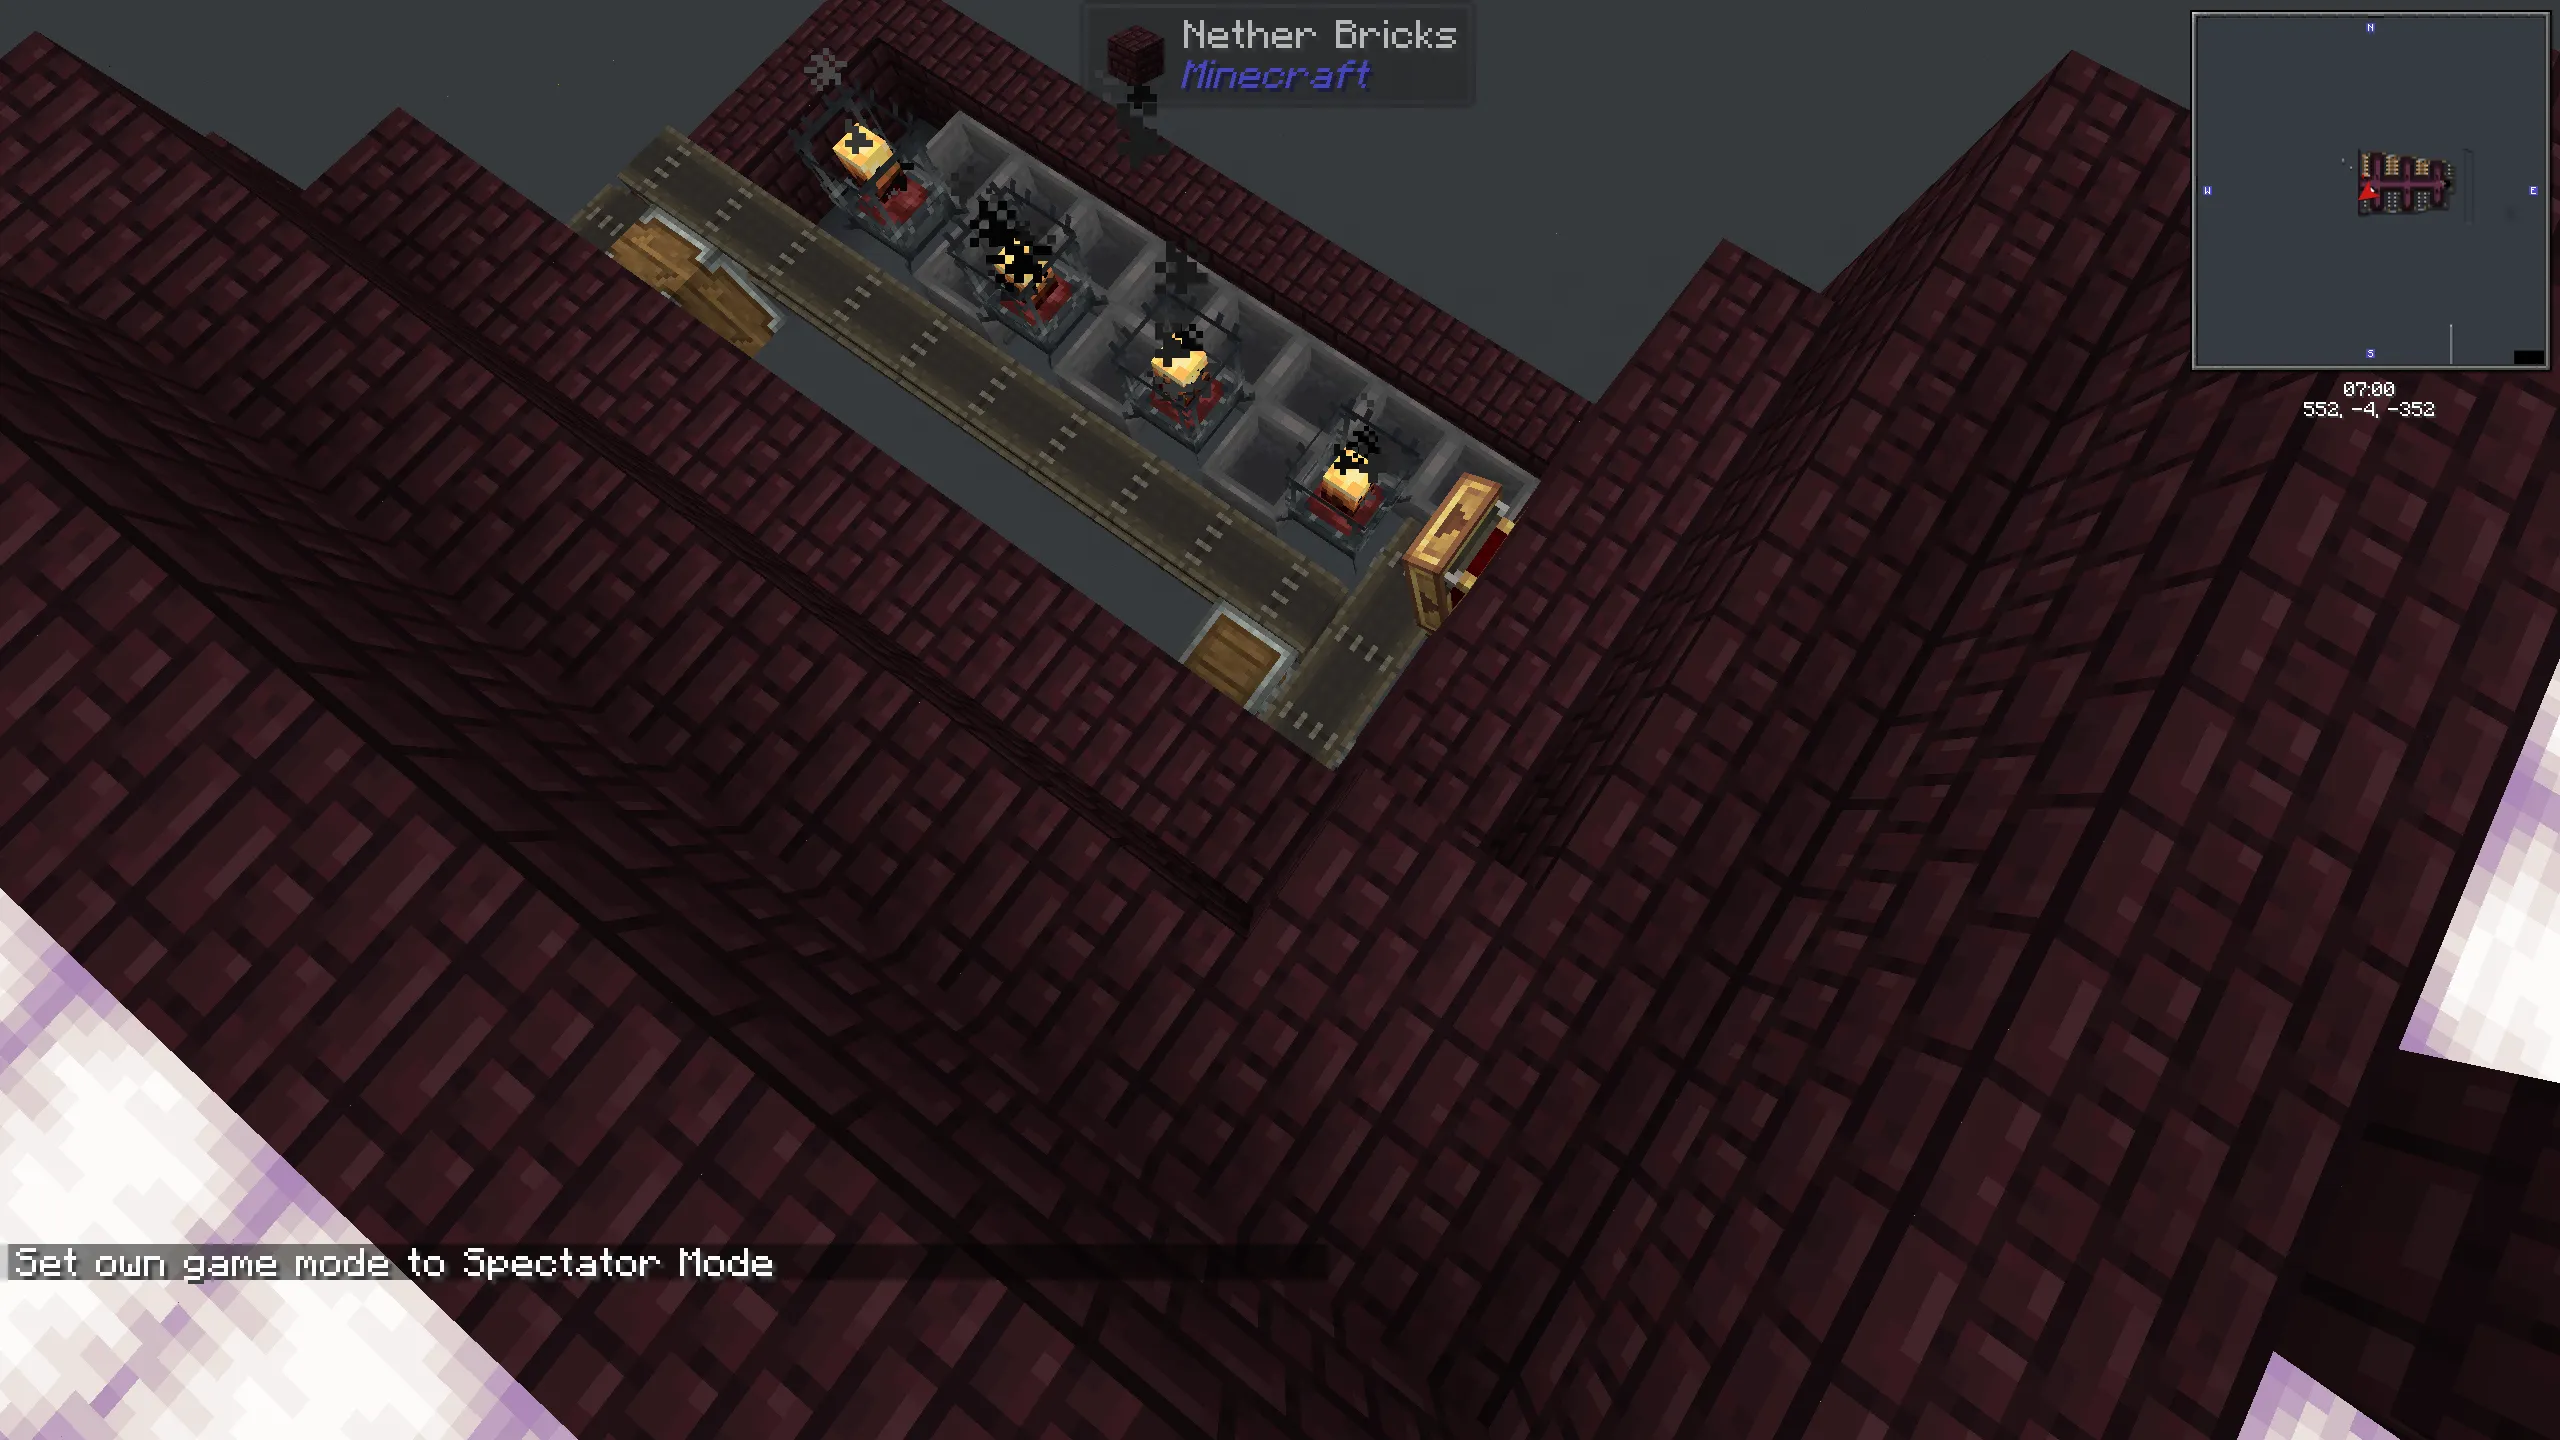 Nether Bricks
Minecraft
N
W
E
S
07:00
552, -4, -352
Set own game mode to Spectator Mode